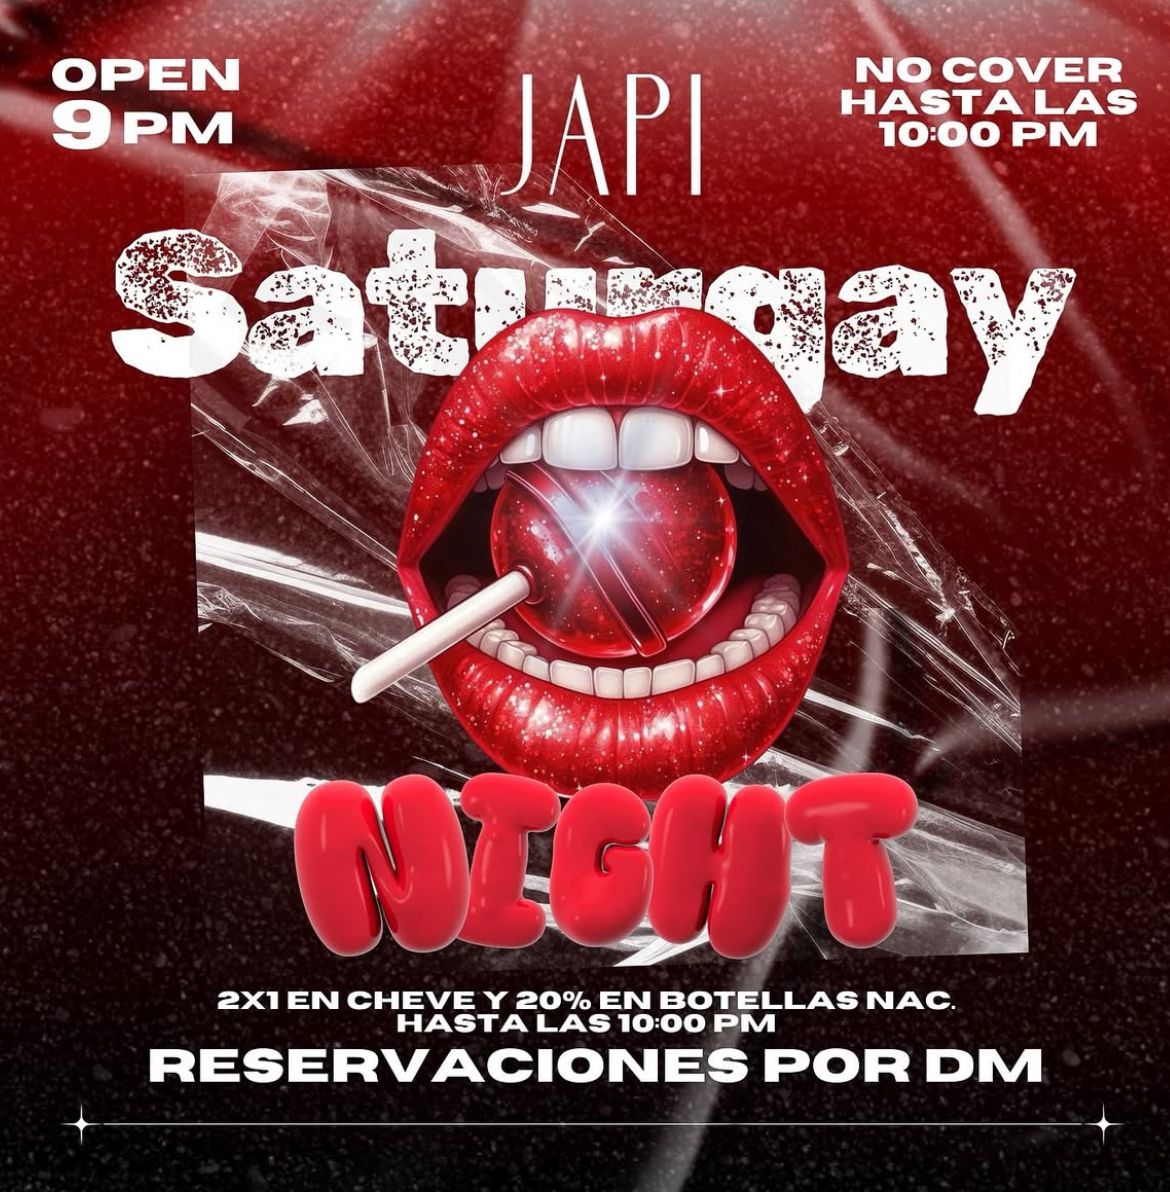 OPEN
9 PM
JAPI
NO COVER
HASTA LAS
10:00 PM
Saturgay
NIGHT
2X1 EN CHEVE Y 20% EN BOTELLAS NAC.
HASTA LAS 10:00 PM
RESERVACIONES POR DM